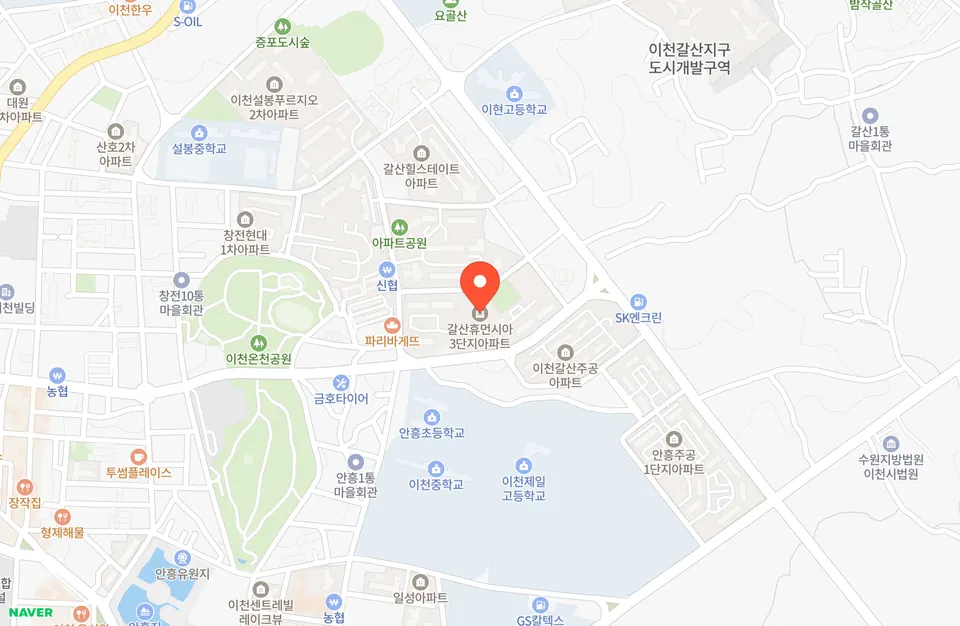 이천한우
S-OIL
요골산
밤작골산
증포도시숲
이천갈산지구
도시개발구역
대원
차아파트
이천설봉푸르지오
2차아파트
이현고등학교
갈산1통
마을회관
산호2차
아파트
설봉중학교
갈산힐스테이트
아파트
창전현대
1차아파트
아파트공원
신협
창전10통
마을회관
이천빌딩
SK엔크린
갈산휴먼시아
3단지아파트
파리바게뜨
이천온천공원
이천갈산주공
아파트
농협
금호타이어
안흥초등학교
안흥주공
1단지아파트
수원지방법원
이천시법원
투썸플레이스
안흥1통
마을회관
이천중학교
이천제일
고등학교
장작집
형제해물
안흥유원지
이천센트레빌
레이크뷰
일성아파트
농협
GS칼텍스
NAVER